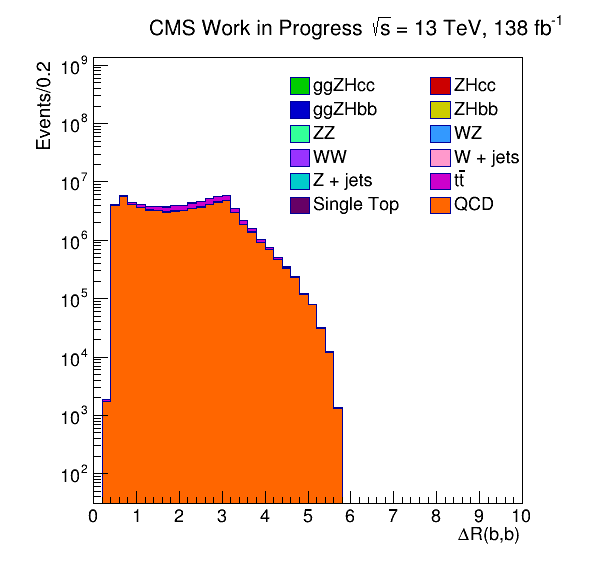 CMS Work in Progress √s = 13 TeV, 138 fb⁻¹
Events/0.2
10⁹
10⁸
10⁷
10⁶
10⁵
10⁴
10³
10²
ggZHcc ZHcc
ggZHbb ZHbb
ZZ WZ
WW W + jets
Z + jets tt̄
Single Top QCD
0 1 2 3 4 5 6 7 8 9 10
ΔR(b,b)